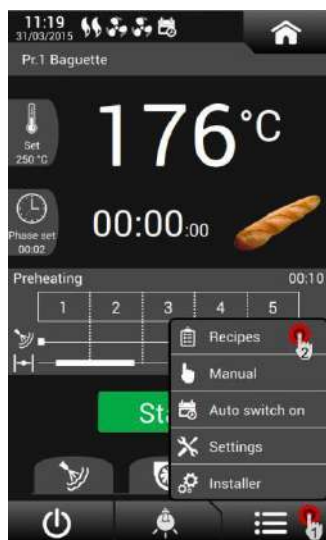 11:19
31/03/2015
Pr.1 Baguette
Set
250 °C
176°C
Phase set
00:02
00:00:00
Preheating 00:10
1 2 3 4 5
Recipes
2
Manual
Sta
Auto switch on
Settings
Installer
1